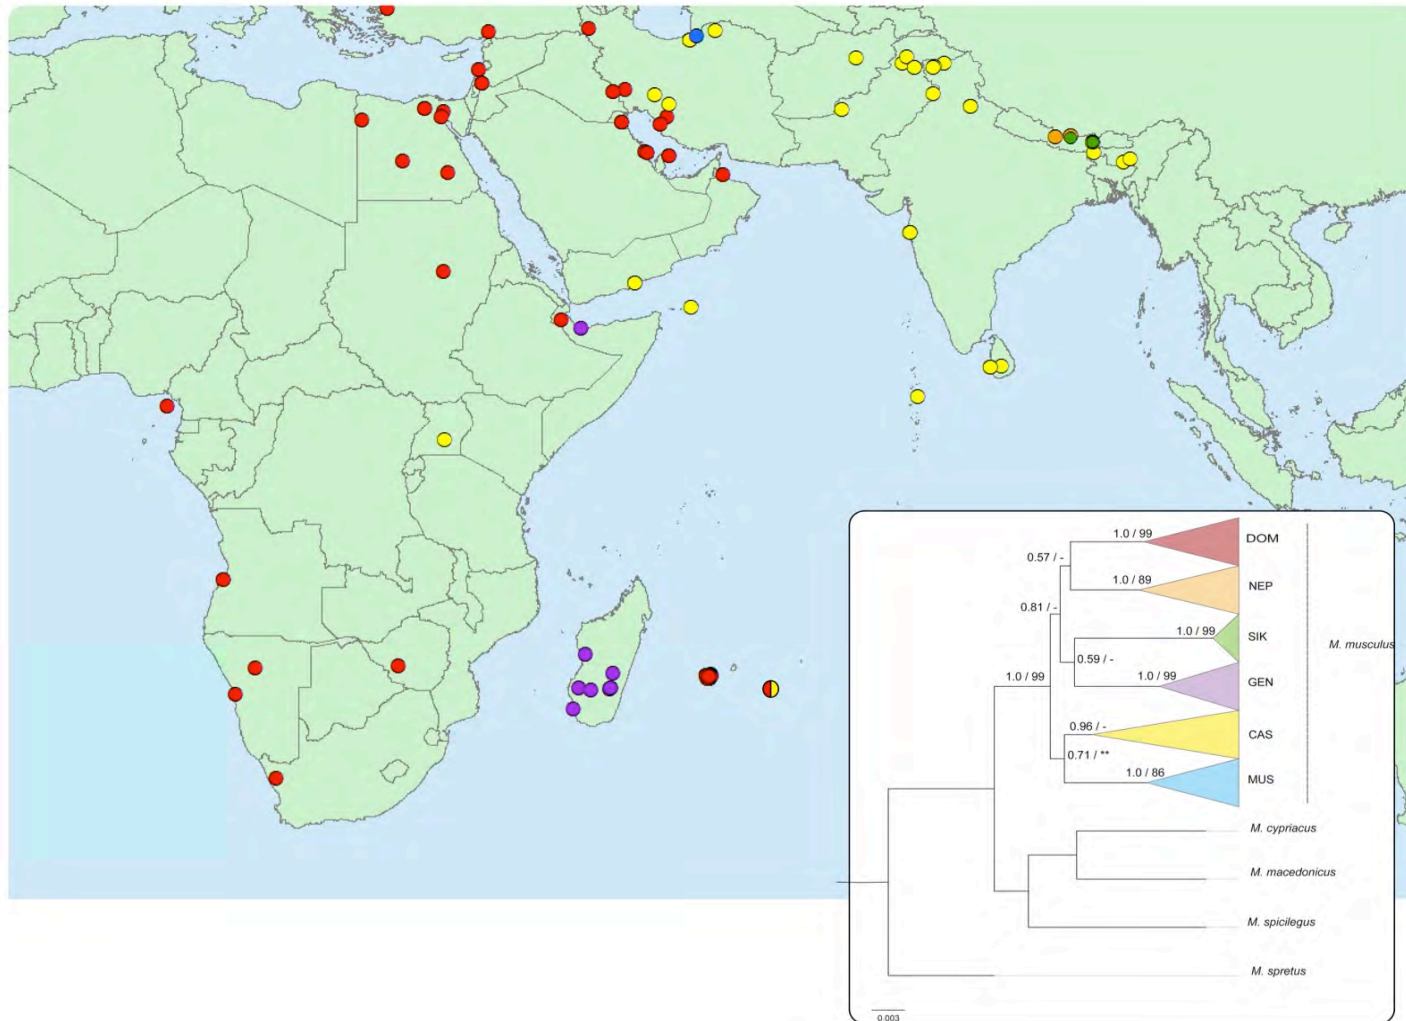 1.0 / 99
DOM
0.57 / -
1.0 / 89
NEP
0.81 / -
1.0 / 99
SIK
M. musculus
0.59 / -
1.0 / 99
1.0 / 99
GEN
0.96 / -
CAS
0.71 / **
1.0 / 86
MUS
M. cypriacus
M. macedonicus
M. spicilegus
M. spretus
0.003